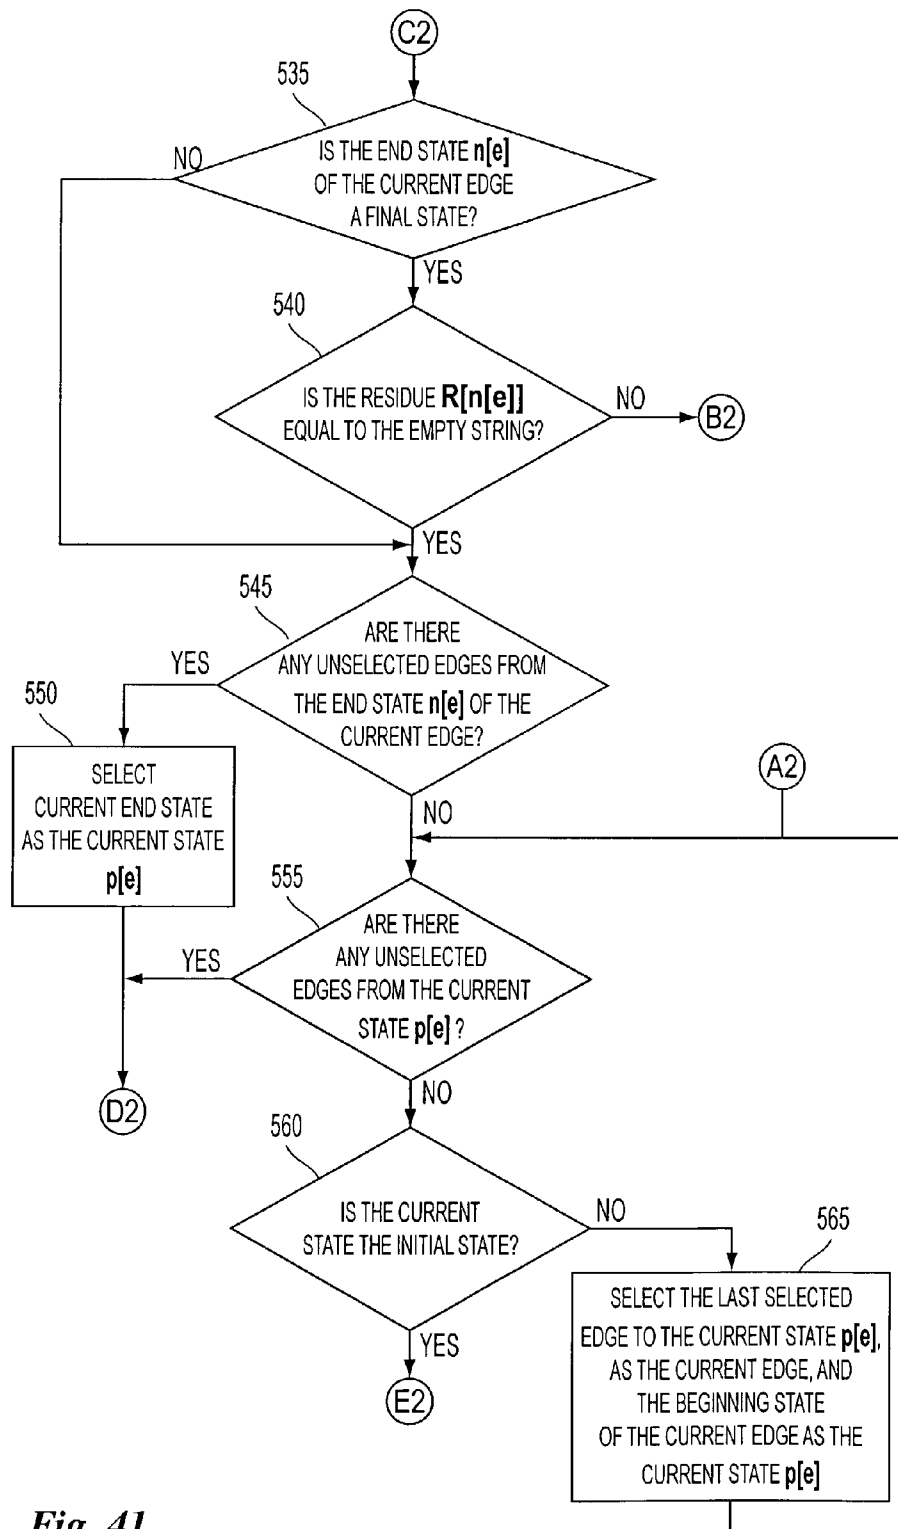 C2
535
IS THE END STATE n[e]
OF THE CURRENT EDGE
A FINAL STATE?
NO
YES
540
IS THE RESIDUE R[n[e]]
EQUAL TO THE EMPTY STRING?
NO
B2
YES
545
ARE THERE
ANY UNSELECTED EDGES FROM
THE END STATE n[e] OF THE
CURRENT EDGE?
YES
550
SELECT
CURRENT END STATE
AS THE CURRENT STATE
p[e]
A2
NO
555
ARE THERE
ANY UNSELECTED
EDGES FROM THE CURRENT
STATE p[e] ?
YES
D2
NO
560
IS THE CURRENT
STATE THE INITIAL STATE?
NO
565
SELECT THE LAST SELECTED
EDGE TO THE CURRENT STATE p[e],
AS THE CURRENT EDGE, AND
THE BEGINNING STATE
OF THE CURRENT EDGE AS THE
CURRENT STATE p[e]
YES
E2
Fig. 41